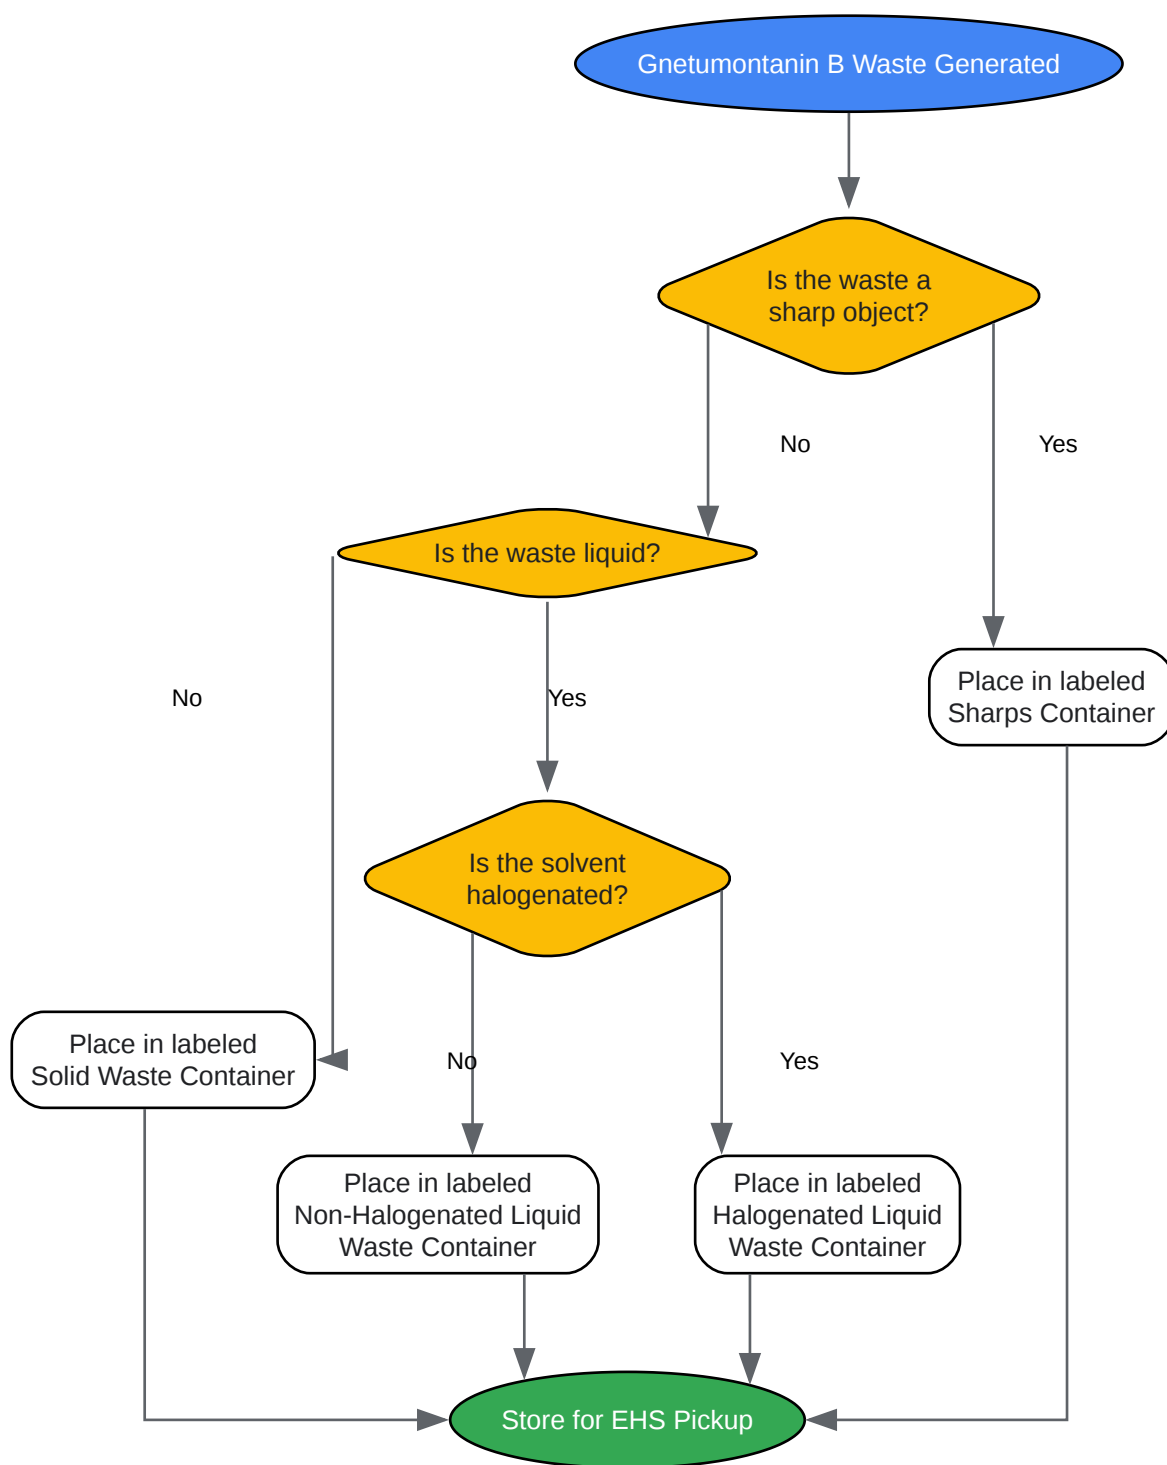 Gnetumontanin B Waste Generated
Is the waste a
sharp object?
No
Yes
Is the waste liquid?
No
Yes
Place in labeled
Sharps Container
Is the solvent
halogenated?
Place in labeled
Solid Waste Container
No
Yes
Place in labeled
Non-Halogenated Liquid
Waste Container
Place in labeled
Halogenated Liquid
Waste Container
Store for EHS Pickup